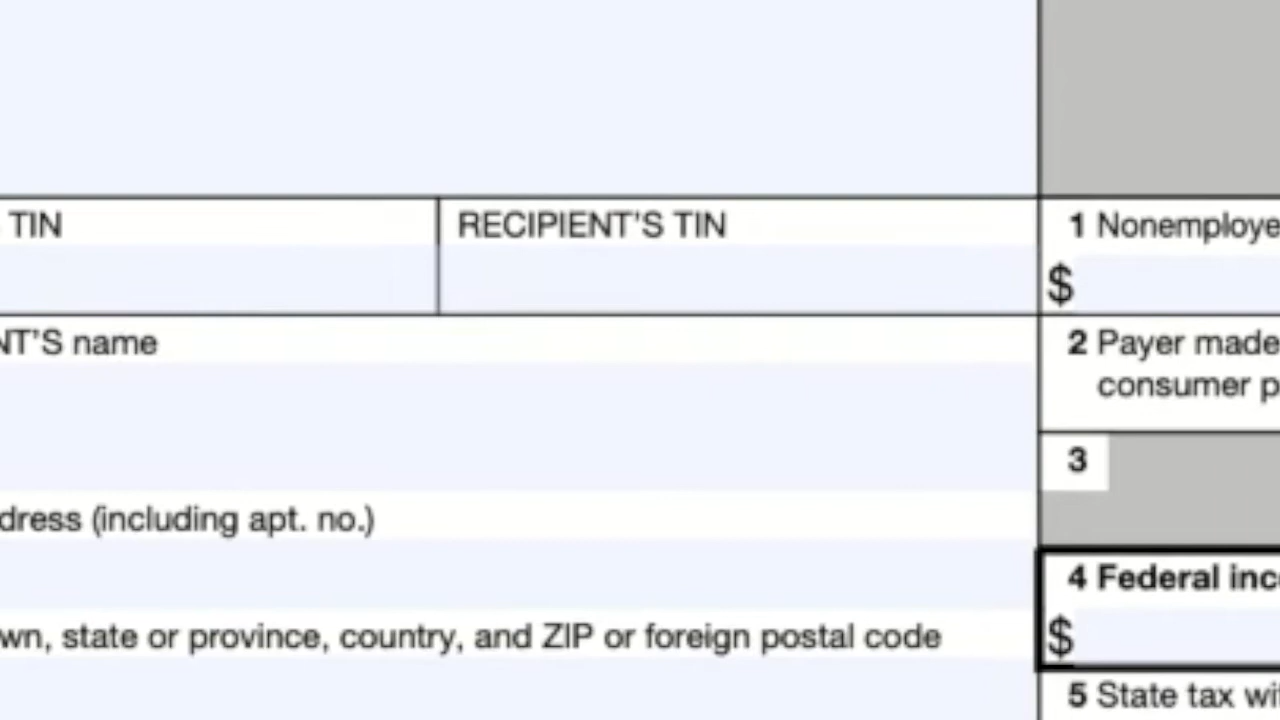 TIN
RECIPIENT'S TIN
1 Nonemploye
$
NT'S name
2 Payer made
consumer p
3
dress (including apt. no.)
4 Federal inc
$
wn, state or province, country, and ZIP or foreign postal code
5 State tax wi